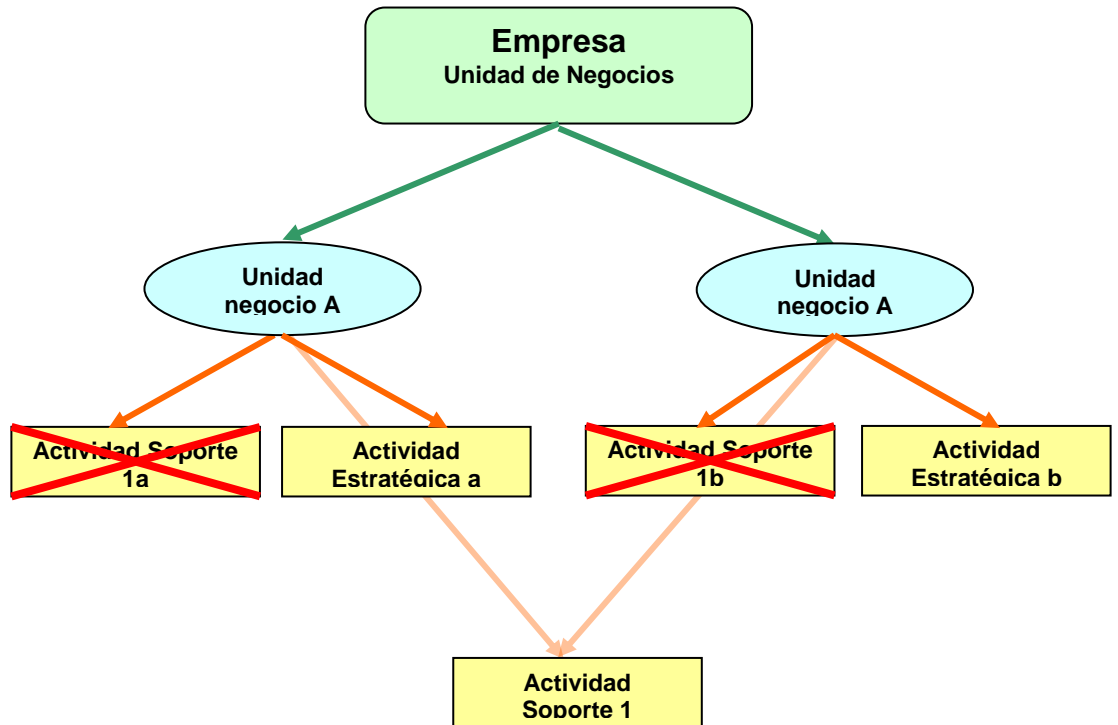 Empresa
Unidad de Negocios
Unidad
negocio A
Unidad
negocio A
Actividad Soporte
1a
Actividad
Estratégica a
Actividad Soporte
1b
Actividad
Estratégica b
Actividad
Soporte 1